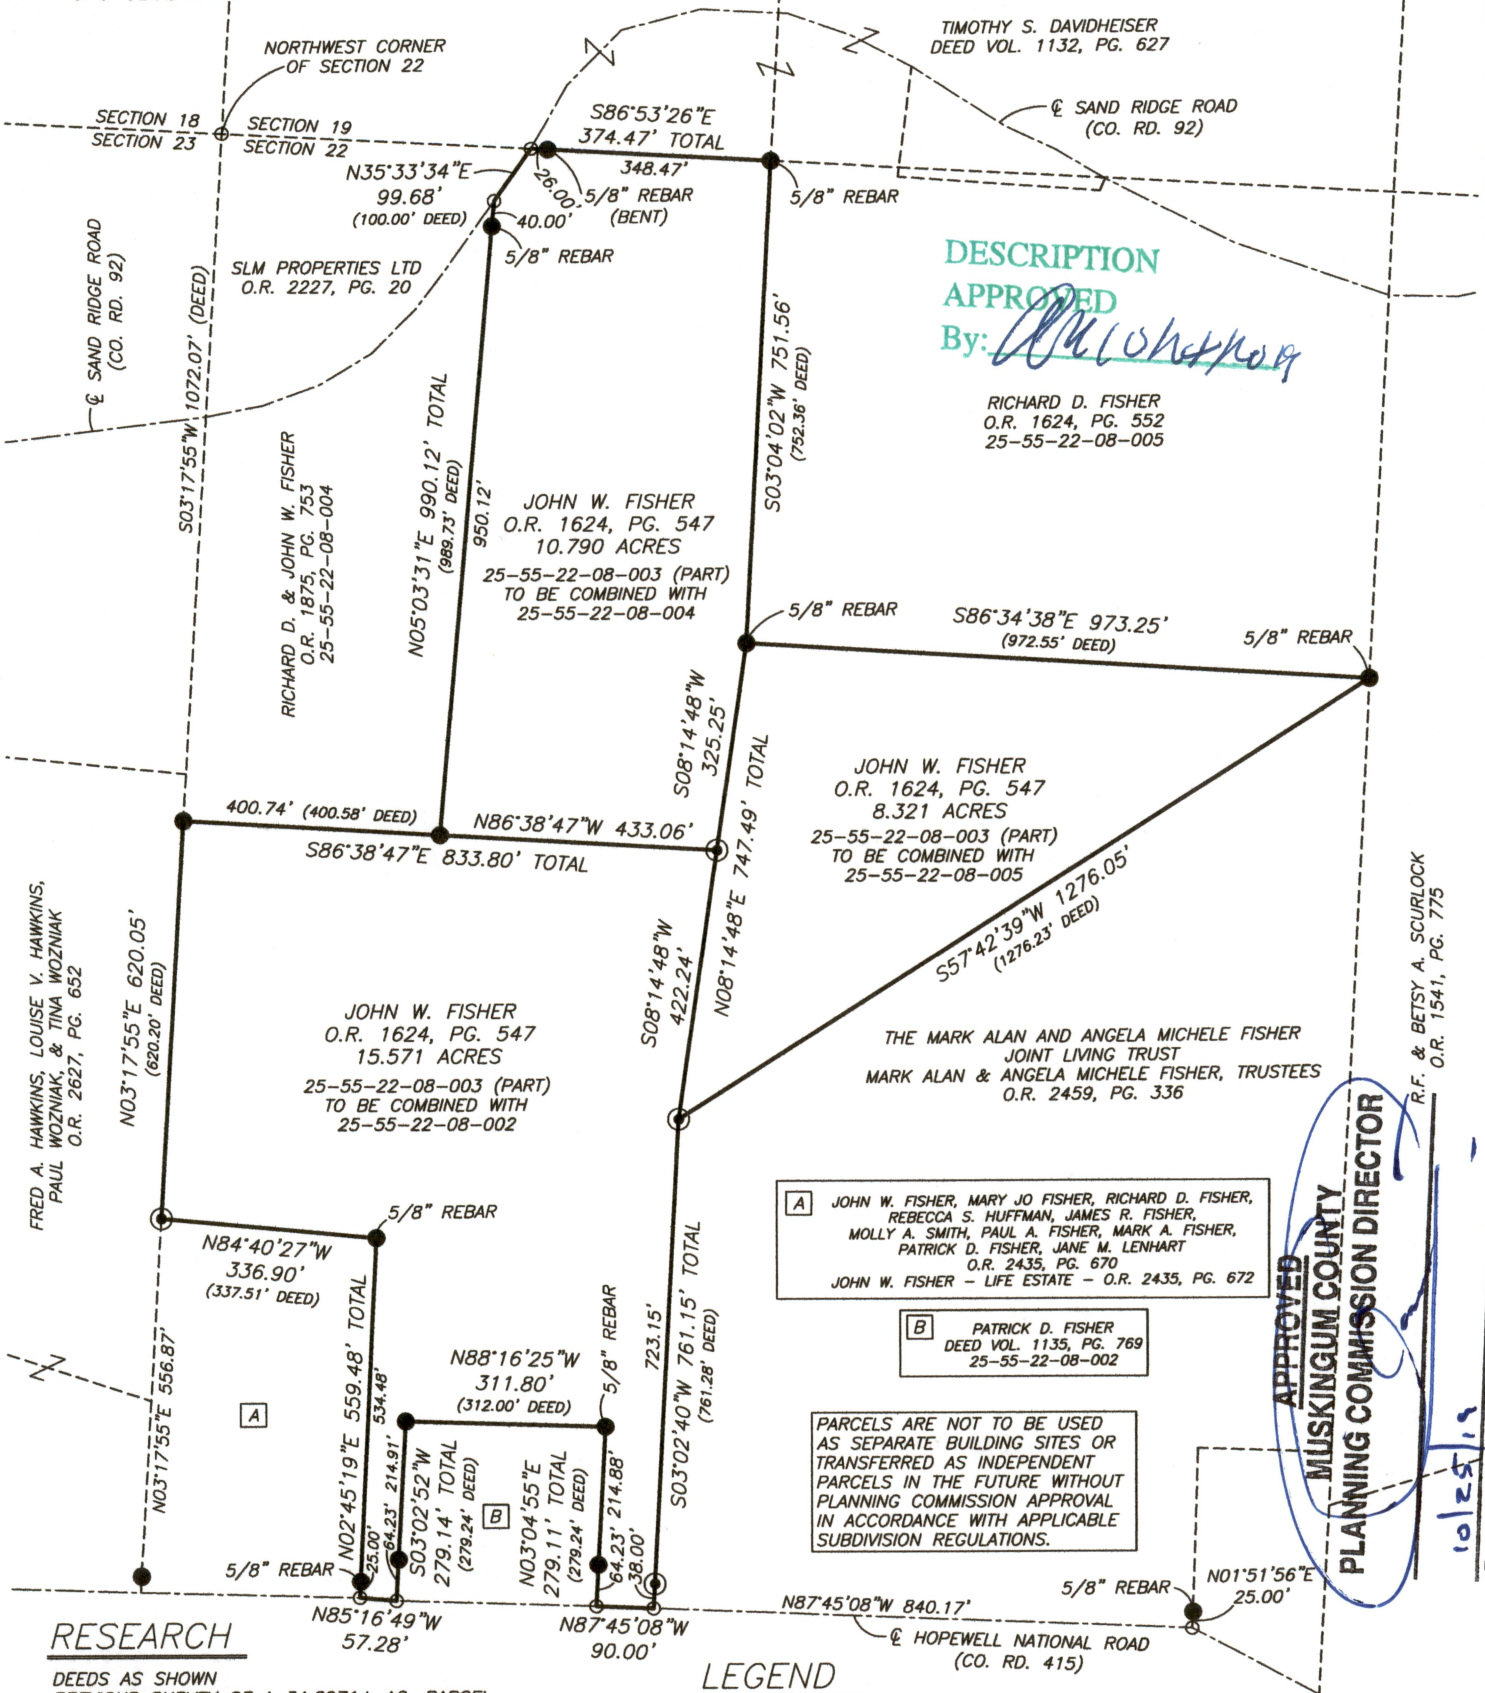 TIMOTHY S. DAVIDHEISER
DEED VOL. 1132, PG. 627
NORTHWEST CORNER
OF SECTION 22
℄ SAND RIDGE ROAD
(CO. RD. 92)
SECTION 18
SECTION 23
SECTION 19
SECTION 22
S86°53'26"E
374.47' TOTAL
348.47'
26.00'
N35°33'34"E
99.68'
(100.00' DEED)
40.00'
5/8" REBAR
(BENT)
5/8" REBAR
5/8" REBAR
℄ SAND RIDGE ROAD
(CO. RD. 92)
SLM PROPERTIES LTD
O.R. 2227, PG. 20
S03°17'55"W 1072.07' (DEED)
DESCRIPTION
APPROVED
By:
S03°04'02"W 751.56'
(752.36' DEED)
RICHARD D. FISHER
O.R. 1624, PG. 552
25-55-22-08-005
RICHARD D. & JOHN W. FISHER
O.R. 1875, PG. 753
25-55-22-08-004
N05°03'31"E 990.12' TOTAL
(989.73' DEED)
950.12'
JOHN W. FISHER
O.R. 1624, PG. 547
10.790 ACRES
25-55-22-08-003 (PART)
TO BE COMBINED WITH
25-55-22-08-004
5/8" REBAR
S86°34'38"E 973.25'
(972.55' DEED)
5/8" REBAR
S08°14'48"W
325.25'
N08°14'48"E 747.49' TOTAL
JOHN W. FISHER
O.R. 1624, PG. 547
8.321 ACRES
25-55-22-08-003 (PART)
TO BE COMBINED WITH
25-55-22-08-005
400.74' (400.58' DEED)
N86°38'47"W 433.06'
S86°38'47"E 833.80' TOTAL
S57°42'39"W 1276.05'
(1276.23' DEED)
R.F. & BETSY A. SCURLOCK
O.R. 1541, PG. 775
FRED A. HAWKINS, LOUISE V. HAWKINS,
PAUL WOZNIAK, & TINA WOZNIAK
O.R. 2627, PG. 652
N03°17'55"E 620.05'
(620.20' DEED)
S08°14'48"W
422.24'
JOHN W. FISHER
O.R. 1624, PG. 547
15.571 ACRES
25-55-22-08-003 (PART)
TO BE COMBINED WITH
25-55-22-08-002
THE MARK ALAN AND ANGELA MICHELE FISHER
JOINT LIVING TRUST
MARK ALAN & ANGELA MICHELE FISHER, TRUSTEES
O.R. 2459, PG. 336
A
JOHN W. FISHER, MARY JO FISHER, RICHARD D. FISHER,
REBECCA S. HUFFMAN, JAMES R. FISHER,
MOLLY A. SMITH, PAUL A. FISHER, MARK A. FISHER,
PATRICK D. FISHER, JANE M. LENHART
O.R. 2435, PG. 670
JOHN W. FISHER - LIFE ESTATE - O.R. 2435, PG. 672
B
PATRICK D. FISHER
DEED VOL. 1135, PG. 769
25-55-22-08-002
PARCELS ARE NOT TO BE USED
AS SEPARATE BUILDING SITES OR
TRANSFERRED AS INDEPENDENT
PARCELS IN THE FUTURE WITHOUT
PLANNING COMMISSION APPROVAL
IN ACCORDANCE WITH APPLICABLE
SUBDIVISION REGULATIONS.
APPROVED
MUSKINGUM COUNTY
PLANNING COMMISSION DIRECTOR
10/25/19
5/8" REBAR
N84°40'27"W
336.90'
(337.51' DEED)
N03°17'55"E 556.87'
A
N02°45'19"E 559.48' TOTAL
534.48'
25.00'
N88°16'25"W
311.80'
(312.00' DEED)
5/8" REBAR
64.23' 214.91'
S03°02'52"W
279.14' TOTAL
(279.24' DEED)
B
N03°04'55"E
279.11' TOTAL
(279.24' DEED)
64.23' 214.88'
38.00'
723.15'
S03°02'40"W 761.15' TOTAL
(761.28' DEED)
5/8" REBAR
N85°16'49"W
57.28'
N87°45'08"W
90.00'
N87°45'08"W 840.17'
℄ HOPEWELL NATIONAL ROAD
(CO. RD. 415)
5/8" REBAR
N01°51'56"E
25.00'
RESEARCH
DEEDS AS SHOWN
LEGEND